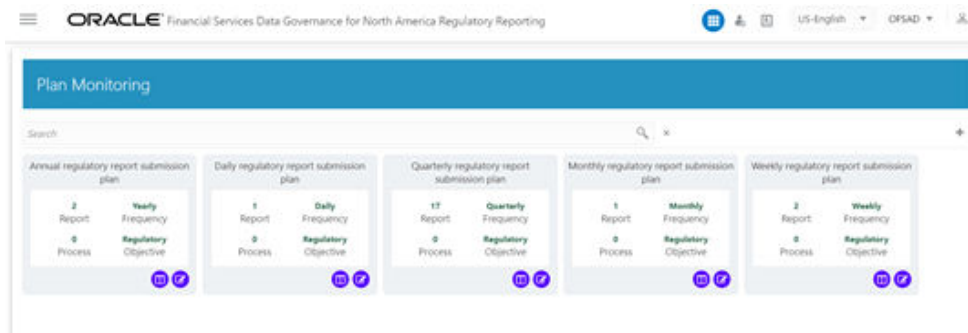 ORACLE® Financial Services Data Governance for North America Regulatory Reporting
US-English
OFSAD
Plan Monitoring
Search
Annual regulatory report submission
plan
2 Yearly
Report Frequency
0 Regulatory
Process Objective
Daily regulatory report submission
plan
1 Daily
Report Frequency
0 Regulatory
Process Objective
Quarterly regulatory report
submission plan
17 Quarterly
Report Frequency
0 Regulatory
Process Objective
Monthly regulatory report submission
plan
1 Monthly
Report Frequency
0 Regulatory
Process Objective
Weekly regulatory report submission
plan
2 Weekly
Report Frequency
0 Regulatory
Process Objective